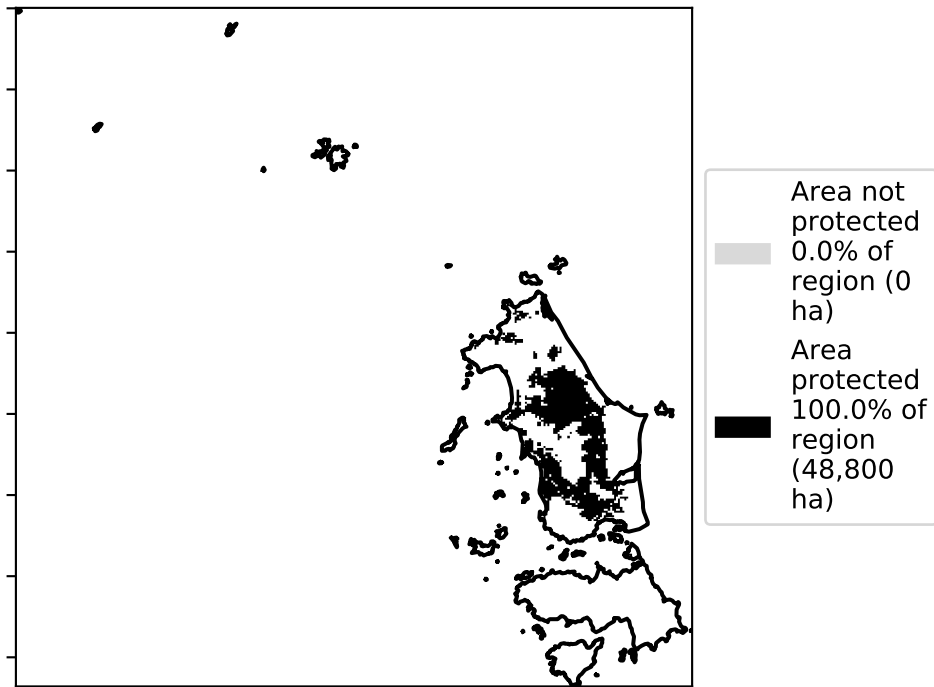 Area not
protected
0.0% of
region (0
ha)
Area
protected
100.0% of
region
(48,800
ha)